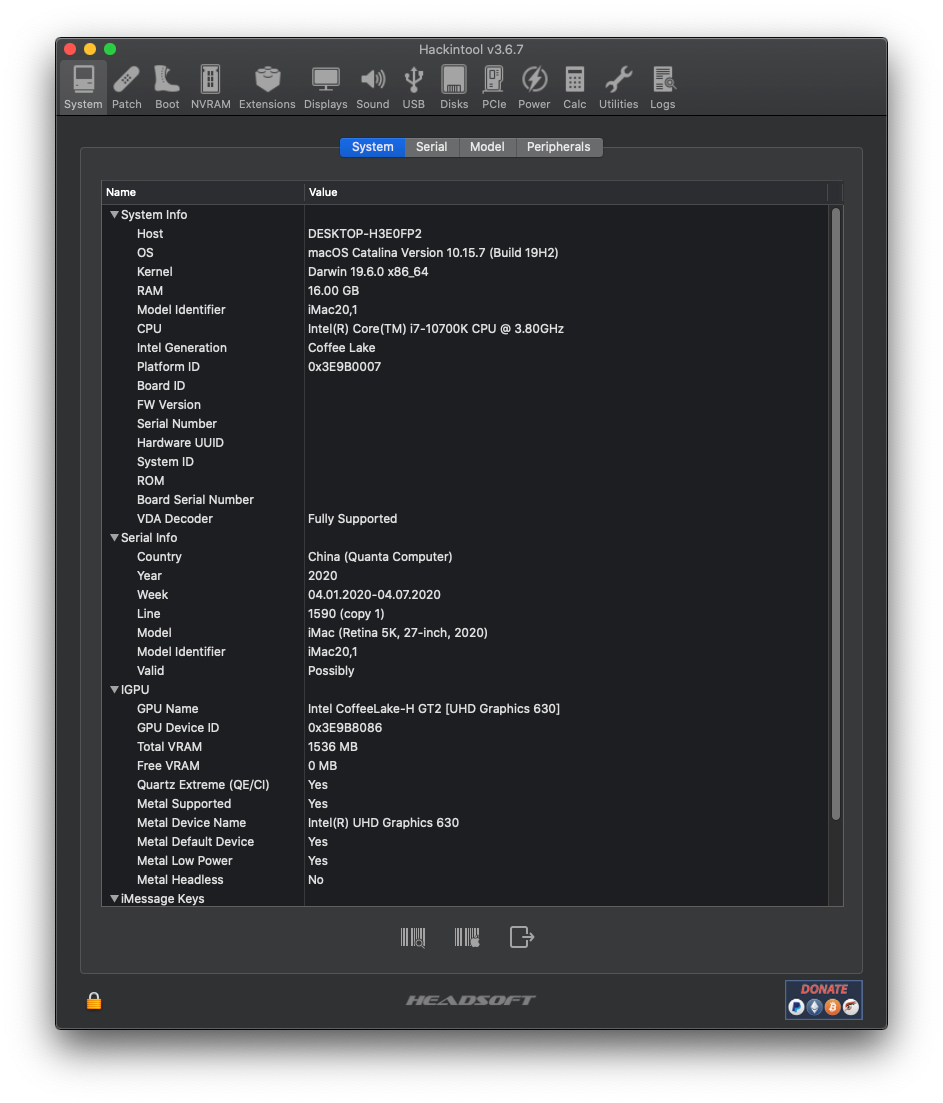 Hackintool v3.6.7
System Patch Boot NVRAM Extensions Displays Sound USB Disks PCIe Power Calc Utilities Logs
System Serial Model Peripherals
Name Value
System Info
Host DESKTOP-H3E0FP2
OS macOS Catalina Version 10.15.7 (Build 19H2)
Kernel Darwin 19.6.0 x86_64
RAM 16.00 GB
Model Identifier iMac20,1
CPU Intel(R) Core(TM) i7-10700K CPU @ 3.80GHz
Intel Generation Coffee Lake
Platform ID 0x3E9B0007
Board ID
FW Version
Serial Number
Hardware UUID
System ID
ROM
Board Serial Number
VDA Decoder Fully Supported
Serial Info
Country China (Quanta Computer)
Year 2020
Week 04.01.2020-04.07.2020
Line 1590 (copy 1)
Model iMac (Retina 5K, 27-inch, 2020)
Model Identifier iMac20,1
Valid Possibly
IGPU
GPU Name Intel CoffeeLake-H GT2 [UHD Graphics 630]
GPU Device ID 0x3E9B8086
Total VRAM 1536 MB
Free VRAM 0 MB
Quartz Extreme (QE/CI) Yes
Metal Supported Yes
Metal Device Name Intel(R) UHD Graphics 630
Metal Default Device Yes
Metal Low Power Yes
Metal Headless No
iMessage Keys
HEADSOFT
DONATE